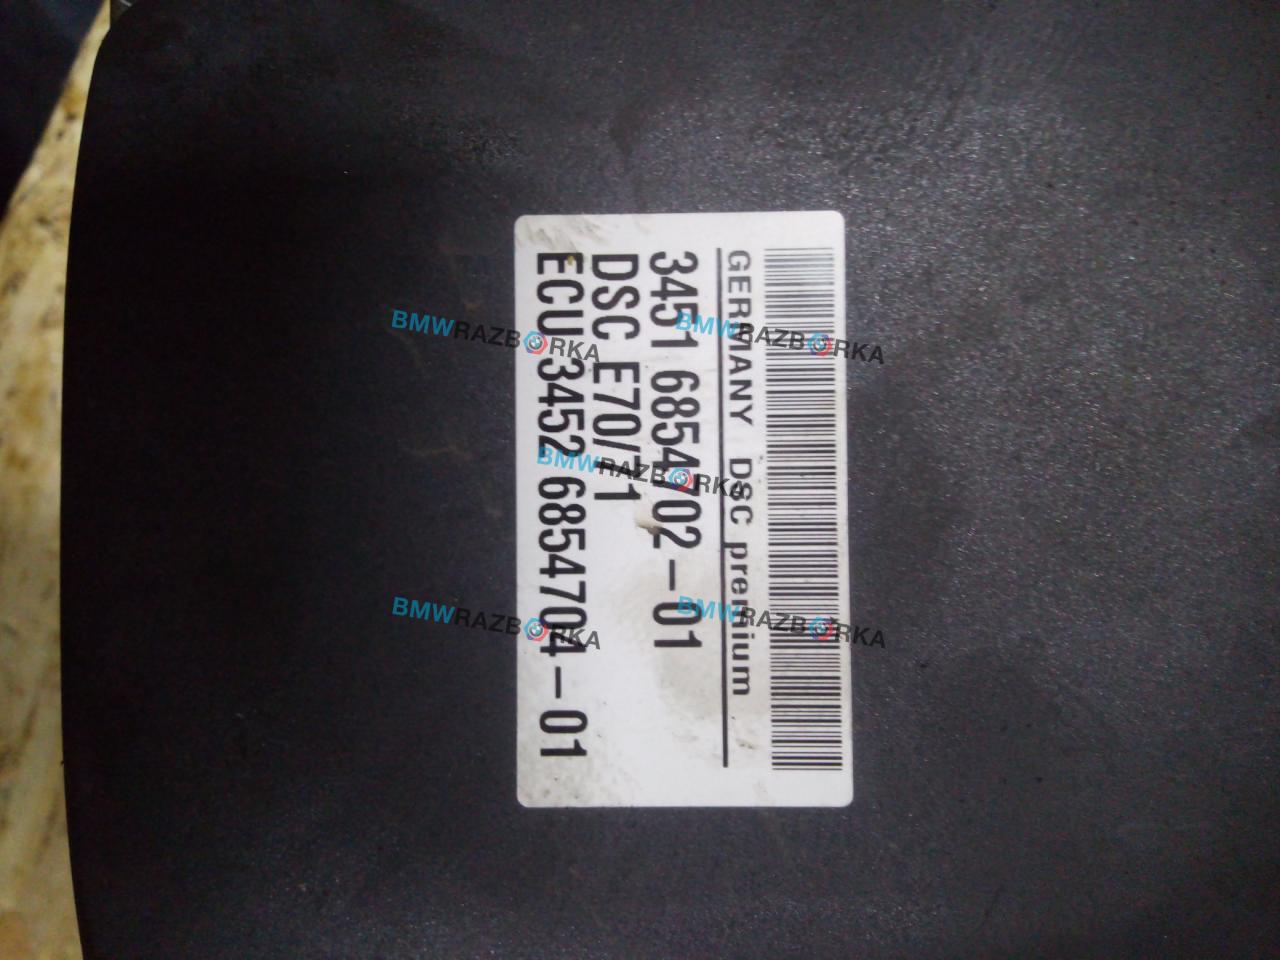 GERMANY DSC premium
3451 6854702-01
DSC E70/71
ECU 3452 6854704-01
BMWRAZBORKA
BMWRAZBORKA
BMWRAZBORKA
BMWRAZBORKA
BMWRAZBORKA